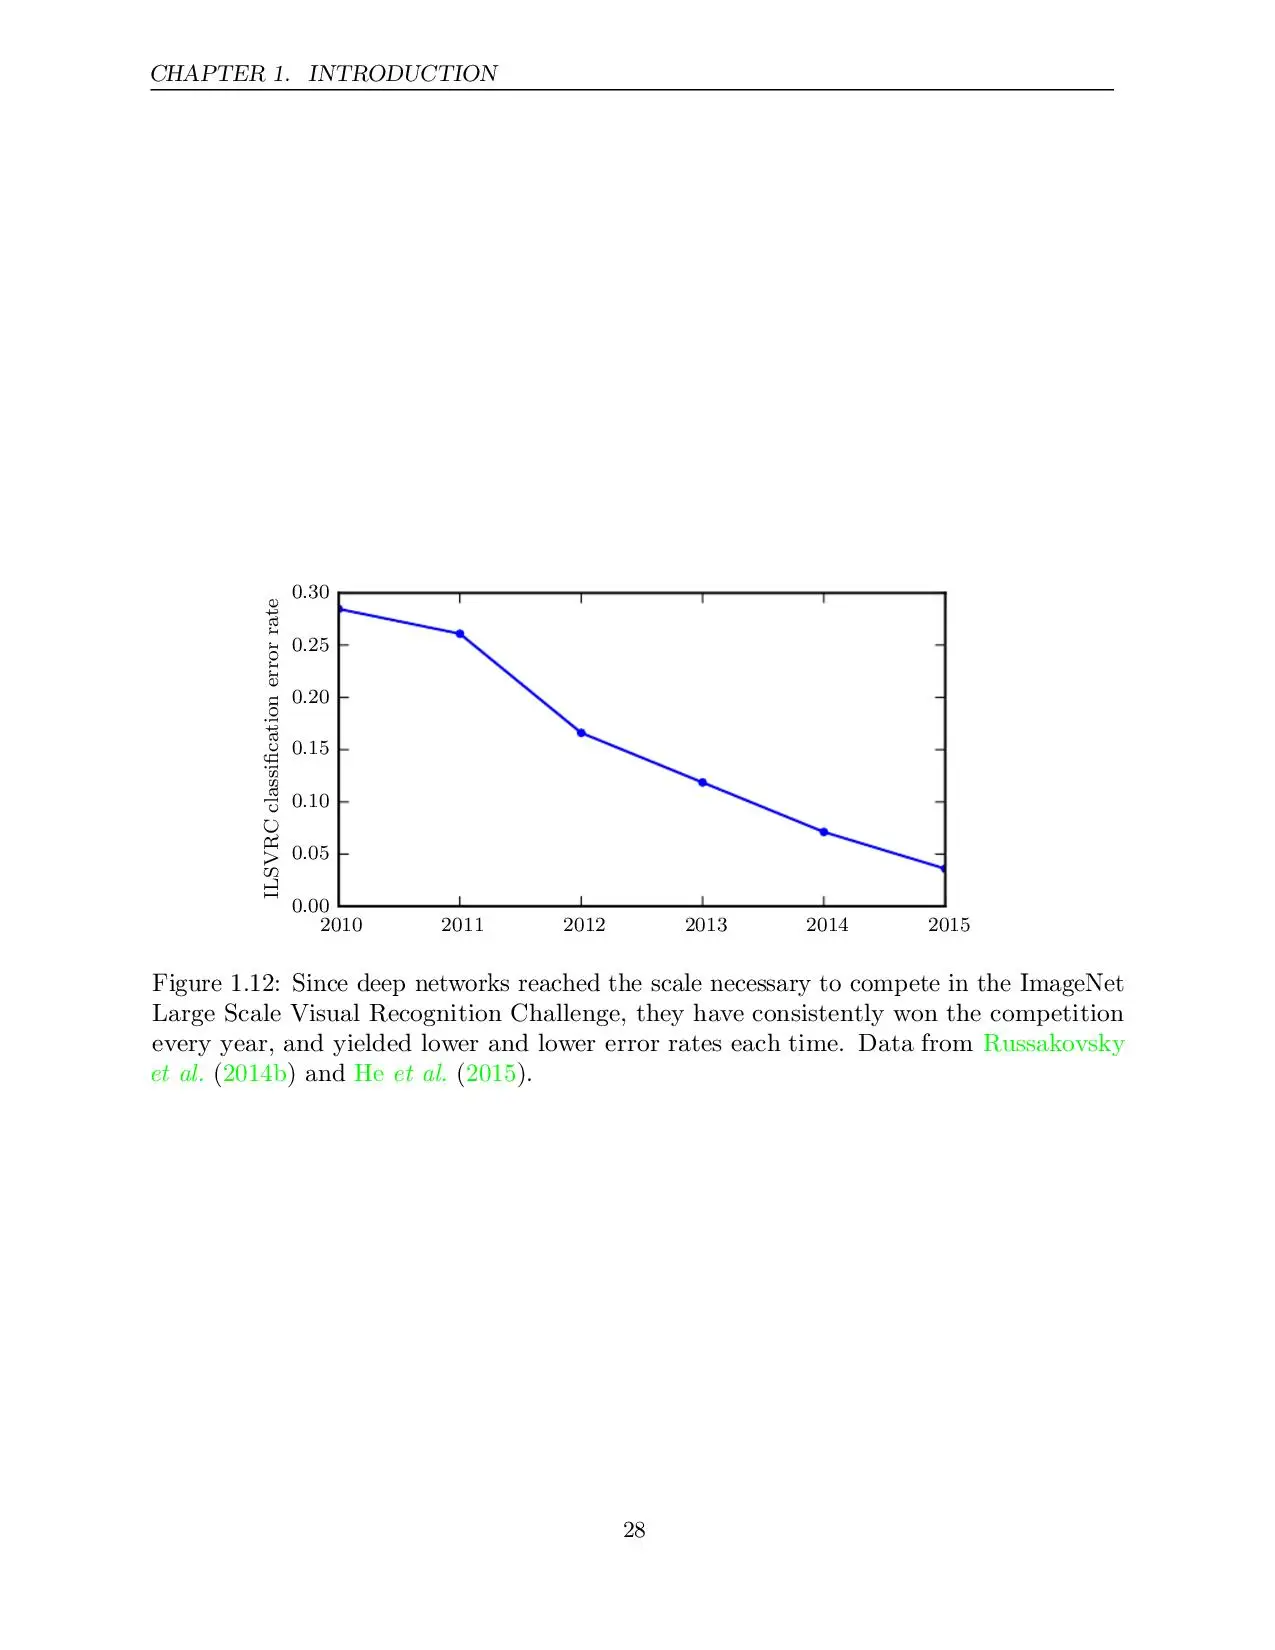 CHAPTER 1. INTRODUCTION
0.30
0.25
0.20
0.15
0.10
0.05
0.00
ILSVRC classification error rate
2010 2011 2012 2013 2014 2015
Figure 1.12: Since deep networks reached the scale necessary to compete in the ImageNet
Large Scale Visual Recognition Challenge, they have consistently won the competition
every year, and yielded lower and lower error rates each time. Data from Russakovsky
et al. (2014b) and He et al. (2015).
28